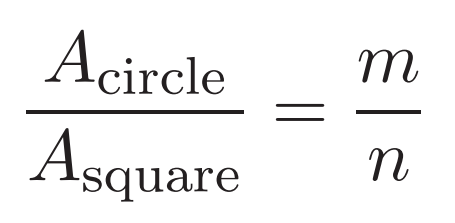 A_circle / A_square = m / n